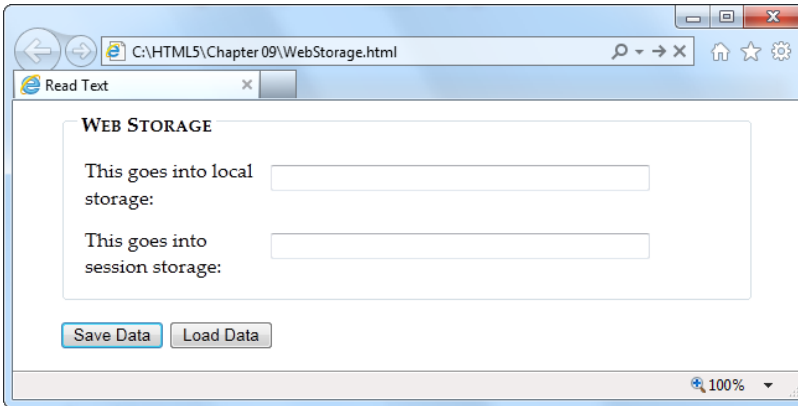 C:\HTML5\Chapter 09\WebStorage.html
Read Text
WEB STORAGE
This goes into local
storage:
This goes into
session storage:
Save Data Load Data
100%